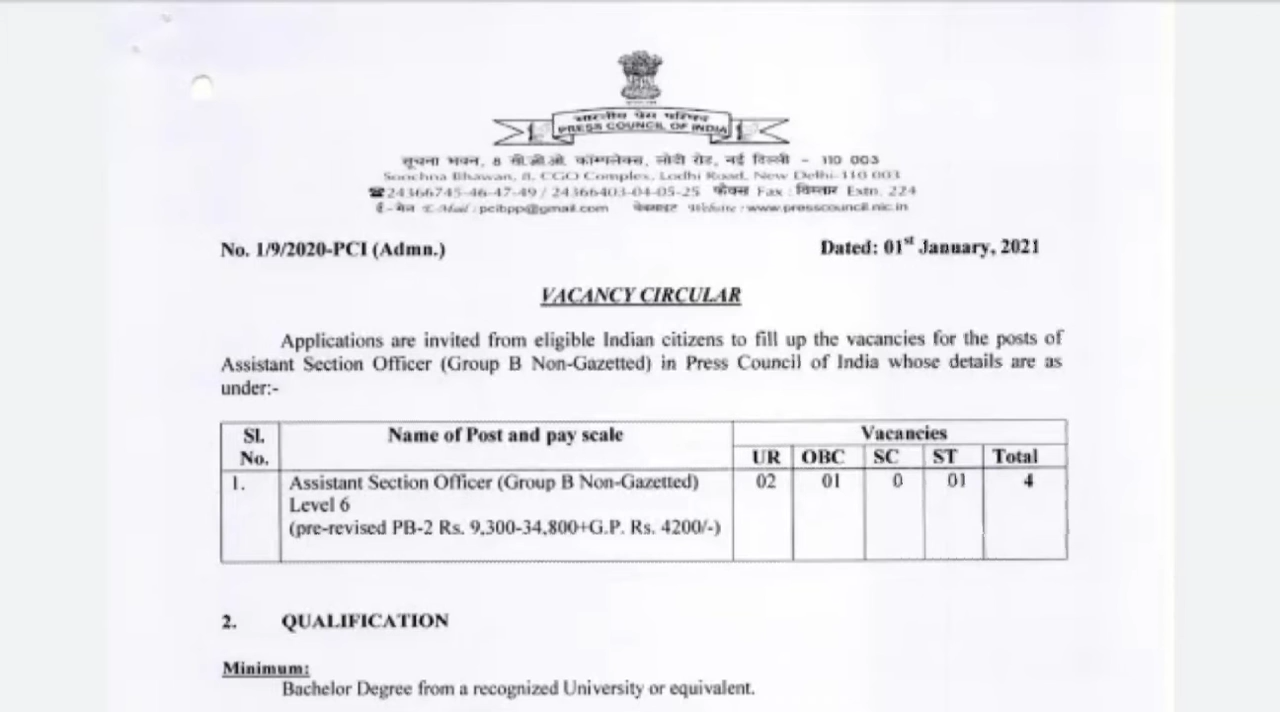 भारतीय प्रेस परिषद
PRESS COUNCIL OF INDIA
सूचना भवन, 8 सी.जी.ओ. कॉम्पलेक्स, लोदी रोड, नई दिल्ली - 110 003
Soochna Bhawan, 8, CGO Complex, Lodhi Road, New Delhi-110 003
☎24366745-46-47-49 / 24366403-04-05-25 फैक्स Fax : विस्तार Extn. 224
ई-मेल E-Mail : pcibpp@gmail.com वेबसाइट Website : www.presscouncil.nic.in
No. 1/9/2020-PCI (Admn.) Dated: 01st January, 2021
VACANCY CIRCULAR
Applications are invited from eligible Indian citizens to fill up the vacancies for the posts of
Assistant Section Officer (Group B Non-Gazetted) in Press Council of India whose details are as
under:-
Sl. No. Name of Post and pay scale Vacancies
UR OBC SC ST Total
1. Assistant Section Officer (Group B Non-Gazetted) 02 01 0 01 4
Level 6
(pre-revised PB-2 Rs. 9,300-34,800+G.P. Rs. 4200/-)
2. QUALIFICATION
Minimum:
Bachelor Degree from a recognized University or equivalent.